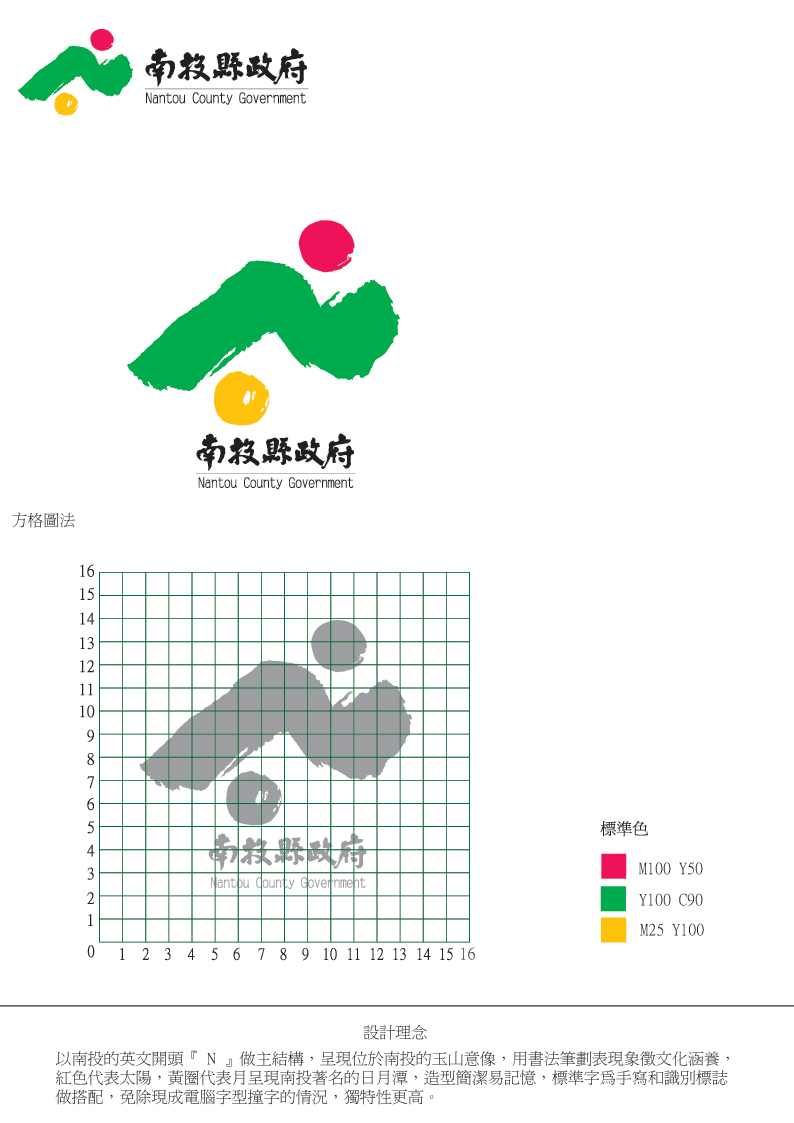 南投縣政府
Nantou County Government
南投縣政府
Nantou County Government
方格圖法
16
15
14
13
12
11
10
9
8
7
6
5
4
3
2
1
0
1 2 3 4 5 6 7 8 9 10 11 12 13 14 15 16
南投縣政府
Nantou County Government
標準色
M100 Y50
Y100 C90
M25 Y100
設計理念
以南投的英文開頭『 N 』做主結構，呈現位於南投的玉山意像，用書法筆劃表現象徵文化涵養，
紅色代表太陽，黃圈代表月呈現南投著名的日月潭，造型簡潔易記憶，標準字爲手寫和識別標誌
做搭配，免除現成電腦字型撞字的情況，獨特性更高。